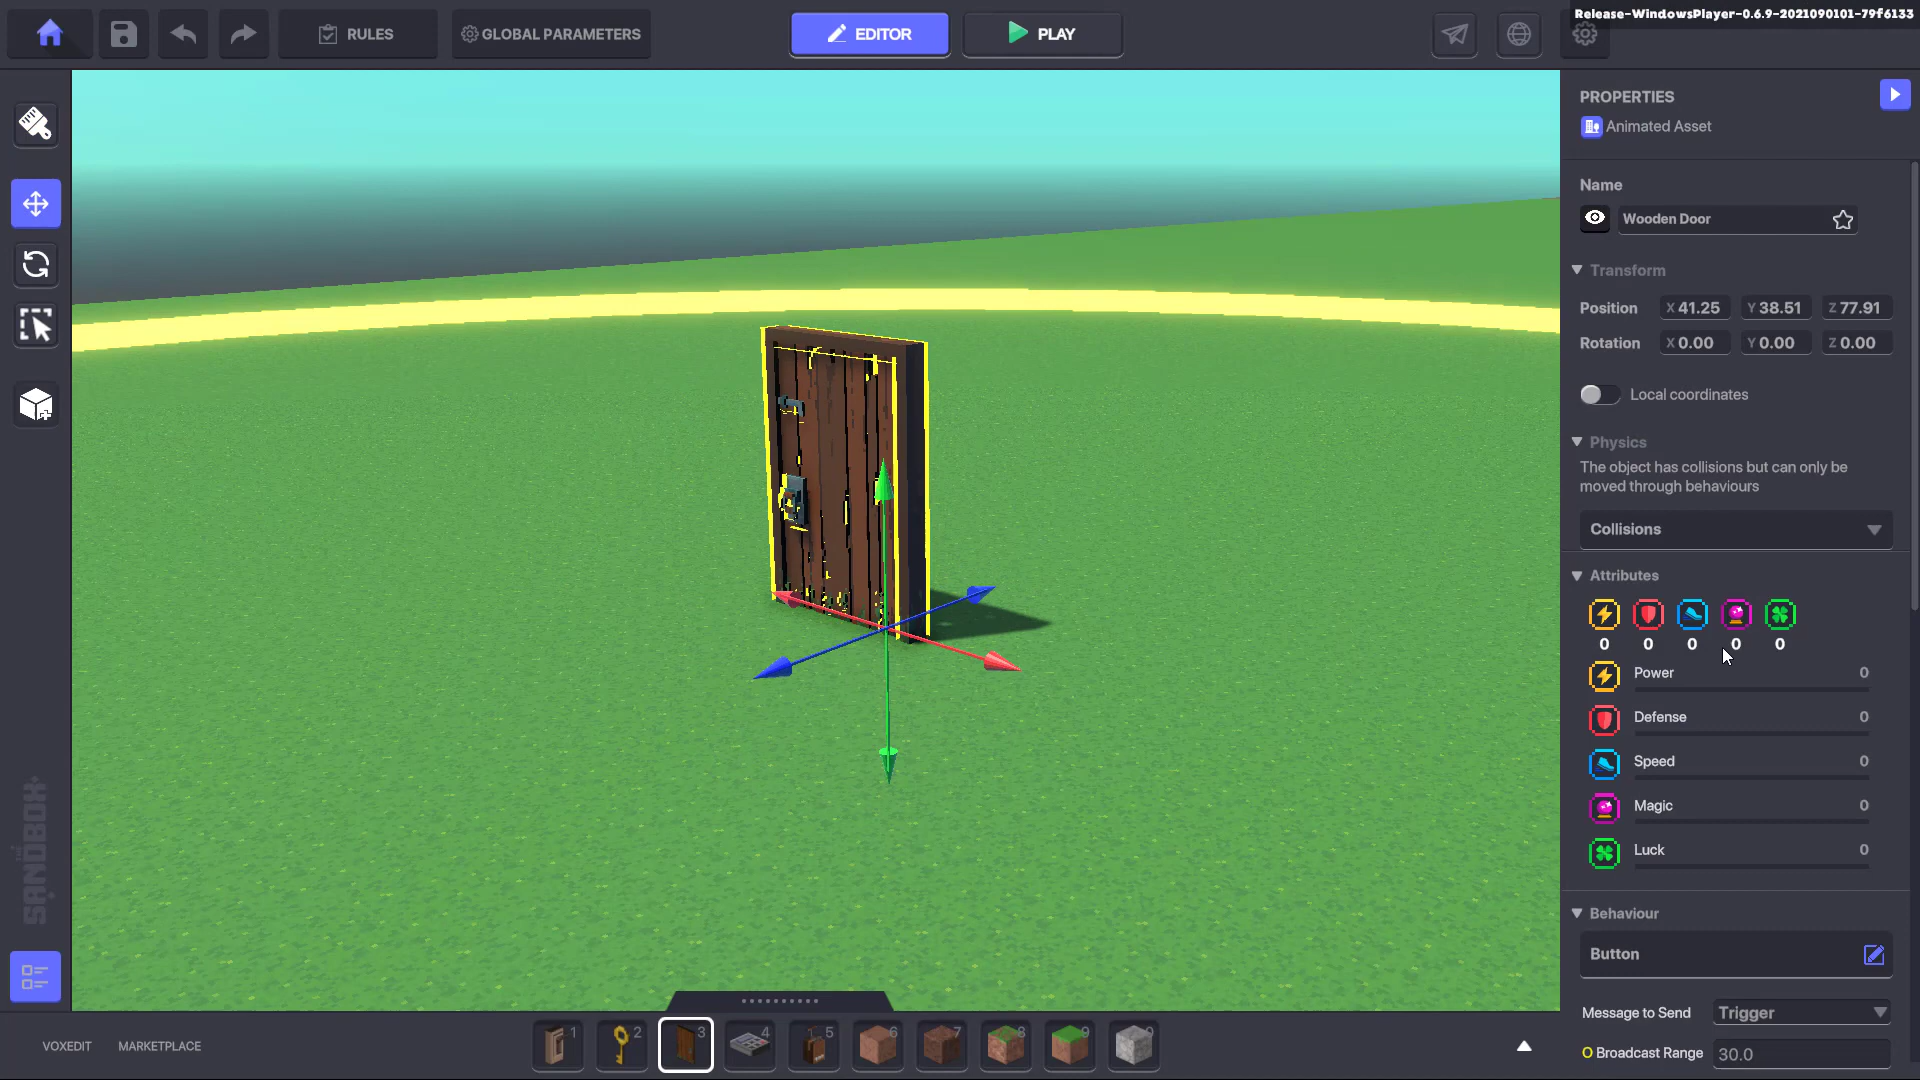 Release-WindowsPlayer-0.6.9-2021090101-79f6133
RULES
GLOBAL PARAMETERS
EDITOR
PLAY
PROPERTIES
Animated Asset
Name
Wooden Door
Transform
Position X 41.25 Y 38.51 Z 77.91
Rotation X 0.00 Y 0.00 Z 0.00
Local coordinates
Physics
The object has collisions but can only be
moved through behaviours
Collisions
Attributes
0 0 0 0 0
Power 0
Defense 0
Speed 0
Magic 0
Luck 0
Behaviour
Button
Message to Send Trigger
Broadcast Range 30.0
THE SANDBOX
VOXEDIT MARKETPLACE
1 2 3 4 5 6 7 8 9 0